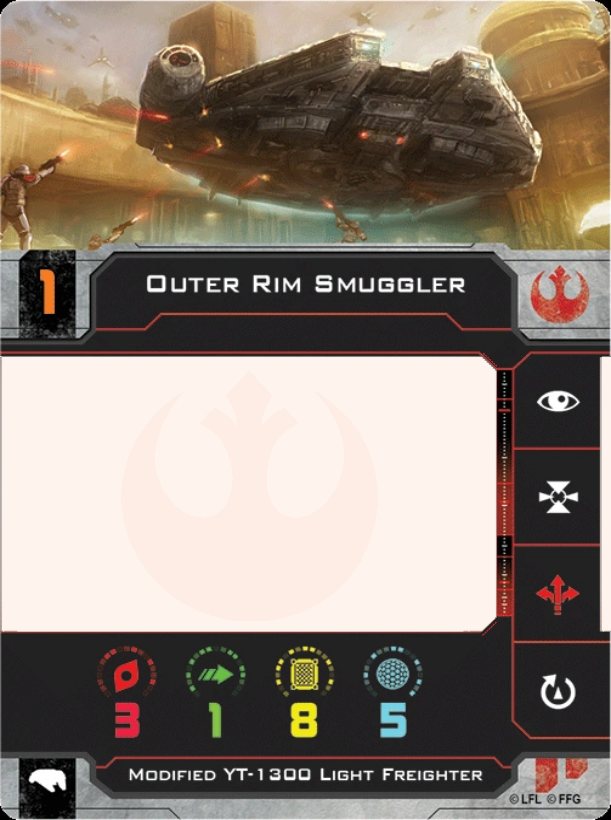 1
OUTER RIM SMUGGLER
3 1 8 5
MODIFIED YT-1300 LIGHT FREIGHTER
©LFL ©FFG